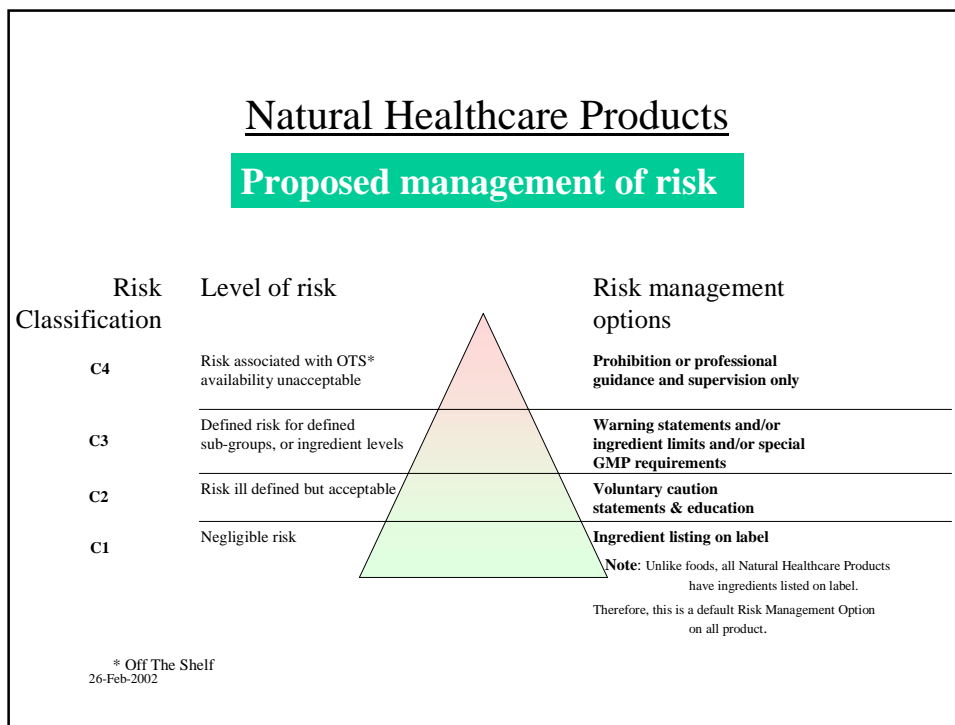 Natural Healthcare Products
Proposed management of risk
Risk
Classification
Level of risk
Risk management
options
C4
Risk associated with OTS*
availability unacceptable
Prohibition or professional
guidance and supervision only
C3
Defined risk for defined
sub-groups, or ingredient levels
Warning statements and/or
ingredient limits and/or special
GMP requirements
C2
Risk ill defined but acceptable
Voluntary caution
statements & education
C1
Negligible risk
Ingredient listing on label
Note: Unlike foods, all Natural Healthcare Products
have ingredients listed on label.
Therefore, this is a default Risk Management Option
on all product.
* Off The Shelf
26-Feb-2002